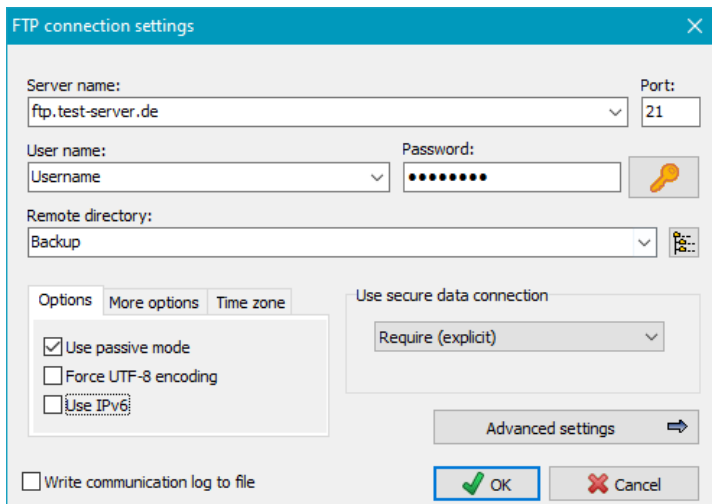 FTP connection settings
Server name:
Port:
ftp.test-server.de
21
User name:
Password:
Username
••••••••
Remote directory:
Backup
Options
More options
Time zone
Use secure data connection
Use passive mode
Require (explicit)
Force UTF-8 encoding
Use IPv6
Advanced settings
Write communication log to file
OK
Cancel